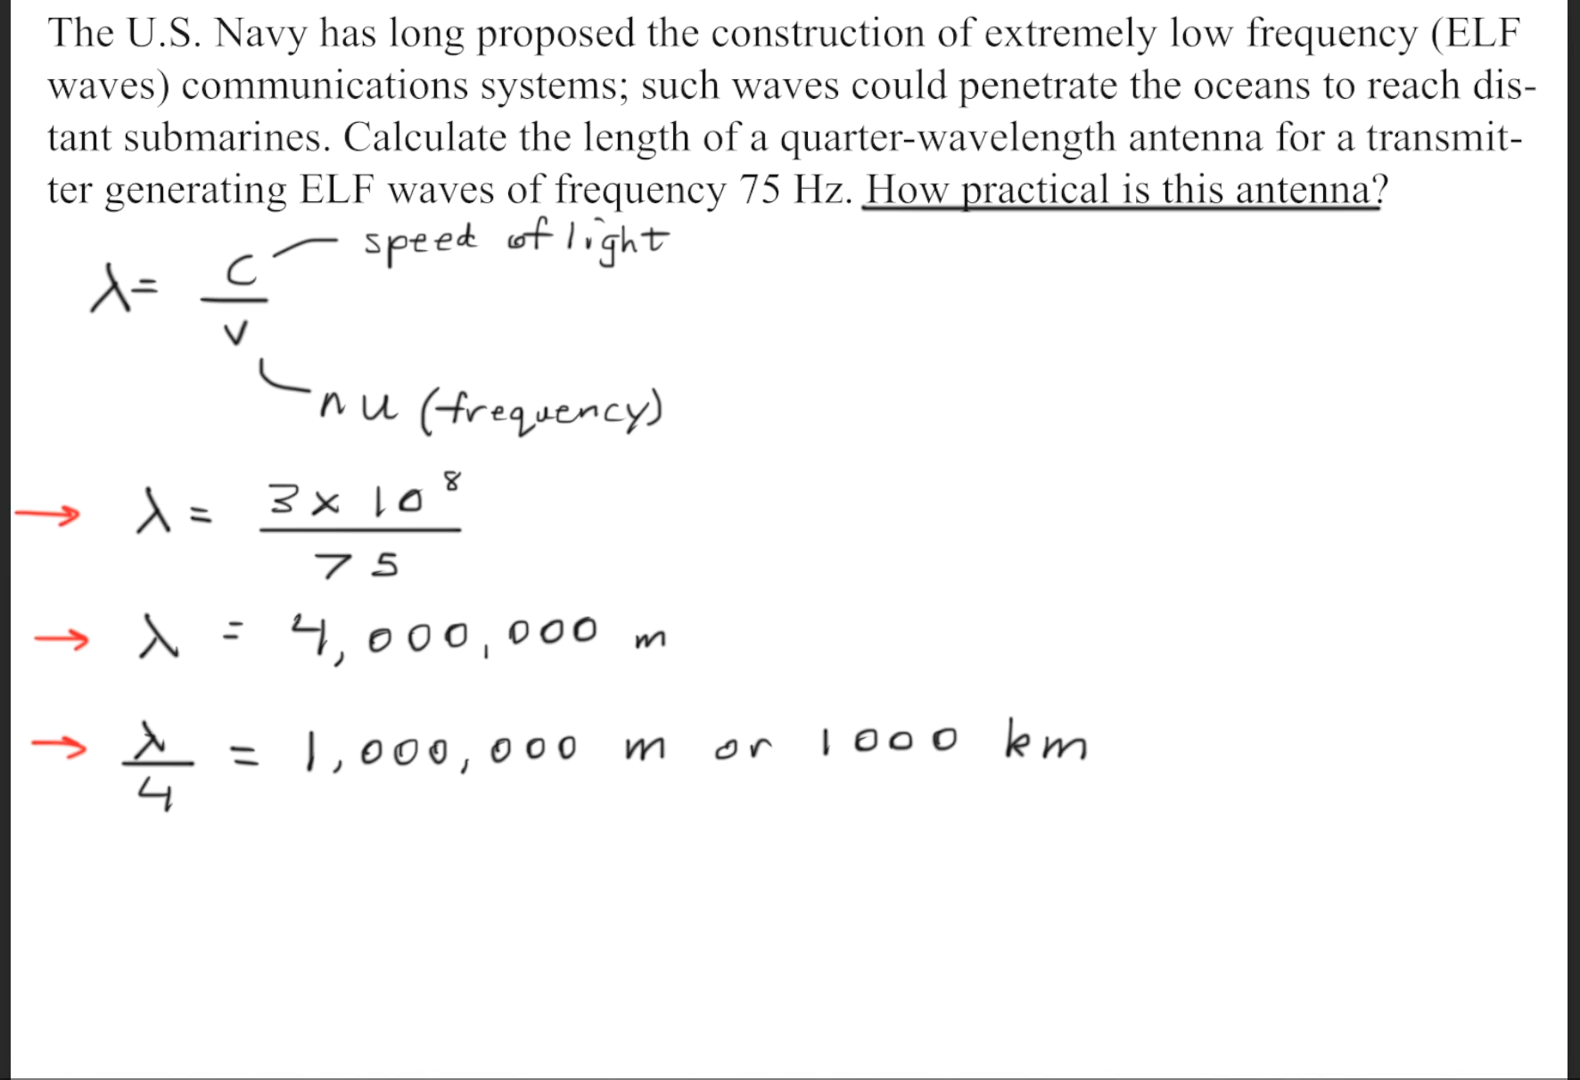 The U.S. Navy has long proposed the construction of extremely low frequency (ELF
waves) communications systems; such waves could penetrate the oceans to reach dis-
tant submarines. Calculate the length of a quarter-wavelength antenna for a transmit-
ter generating ELF waves of frequency 75 Hz. How practical is this antenna?
λ = c/ν
speed of light
nu (frequency)
→ λ = 3 × 10⁸ / 75
→ λ = 4,000,000 m
→ λ/4 = 1,000,000 m or 1000 km